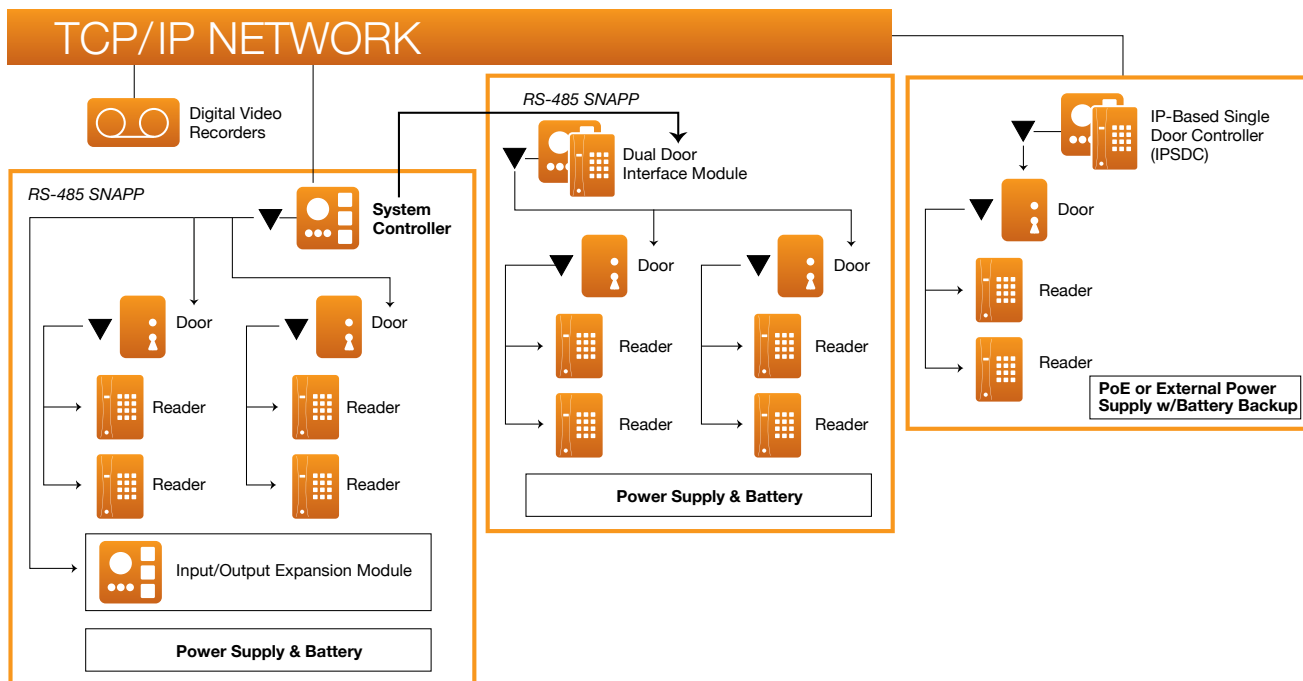 TCP/IP NETWORK
Digital Video
Recorders
RS-485 SNAPP
System
Controller
Door
Door
Reader
Reader
Reader
Reader
Input/Output Expansion Module
Power Supply & Battery
RS-485 SNAPP
Dual Door
Interface Module
Door
Door
Reader
Reader
Reader
Reader
Power Supply & Battery
IP-Based Single
Door Controller
(IPSDC)
Door
Reader
Reader
PoE or External Power
Supply w/Battery Backup